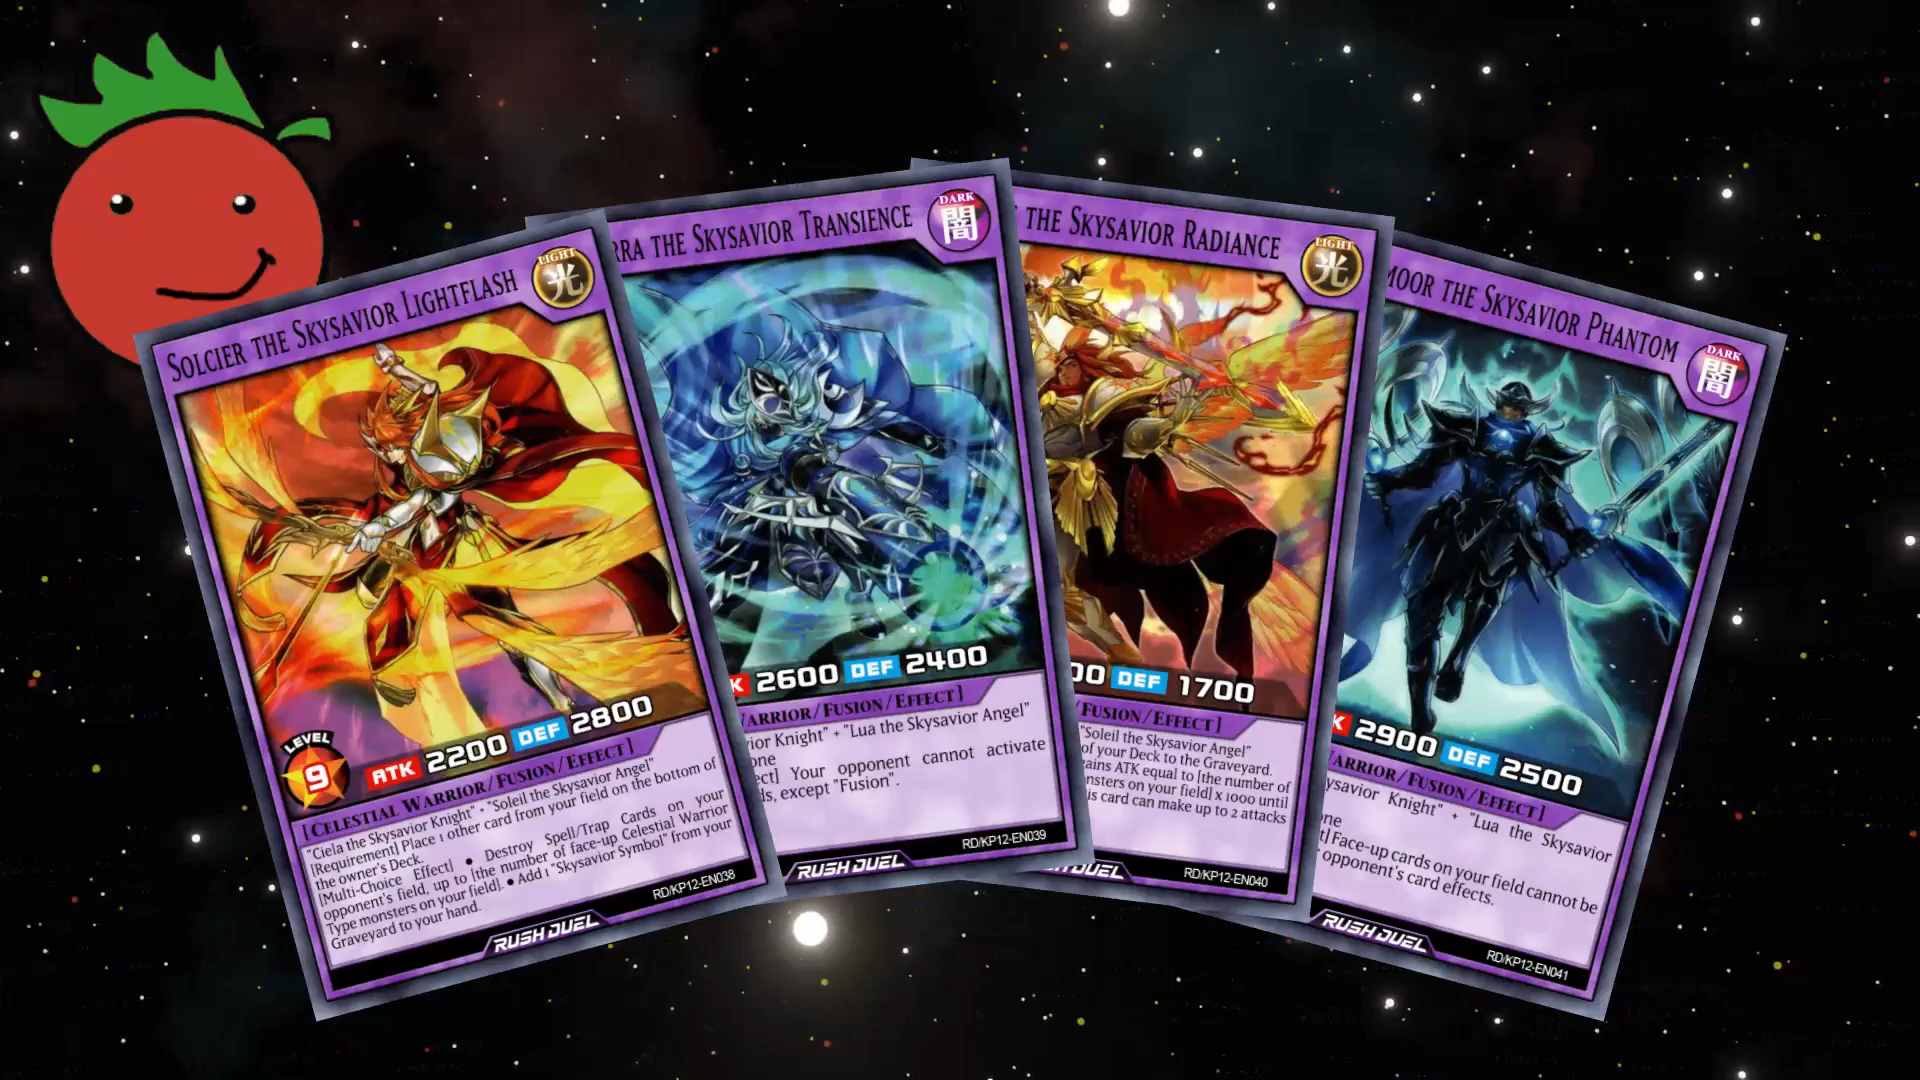 SOLCIER THE SKYSAVIOR LIGHTFLASH
LIGHT
光
LEVEL
9
ATK 2200 DEF 2800
[CELESTIAL WARRIOR/FUSION/EFFECT]
"Ciela the Skysavior Knight" + "Soleil the Skysavior Angel"
[Requirement] Place 1 other card from your field on the bottom of
the owner's Deck.
[Multi-Choice Effect] ● Destroy Spell/Trap Cards on your
opponent's field, up to [the number of face-up Celestial Warrior
Type monsters on your field]. ● Add 1 "Skysavior Symbol" from your
Graveyard to your hand.
RD/KP12-EN038
RUSH DUEL
RRA THE SKYSAVIOR TRANSIENCE
DARK
闇
K 2600 DEF 2400
WARRIOR/FUSION/EFFECT]
vior Knight" + "Lua the Skysavior Angel"
one
ect] Your opponent cannot activate
ds, except "Fusion".
RD/KP12-EN039
RUSH DUEL
THE SKYSAVIOR RADIANCE
LIGHT
光
00 DEF 1700
/FUSION/EFFECT]
"Soleil the Skysavior Angel"
of your Deck to the Graveyard.
ains ATK equal to [the number of
nsters on your field] x 1000 until
is card can make up to 2 attacks
RD/KP12-EN040
SH DUEL
MOOR THE SKYSAVIOR PHANTOM
DARK
闇
K 2900 DEF 2500
WARRIOR/FUSION/EFFECT]
ysavior Knight" + "Lua the Skysavior
one
t] Face-up cards on your field cannot be
opponent's card effects.
RD/KP12-EN041
RUSH DUEL